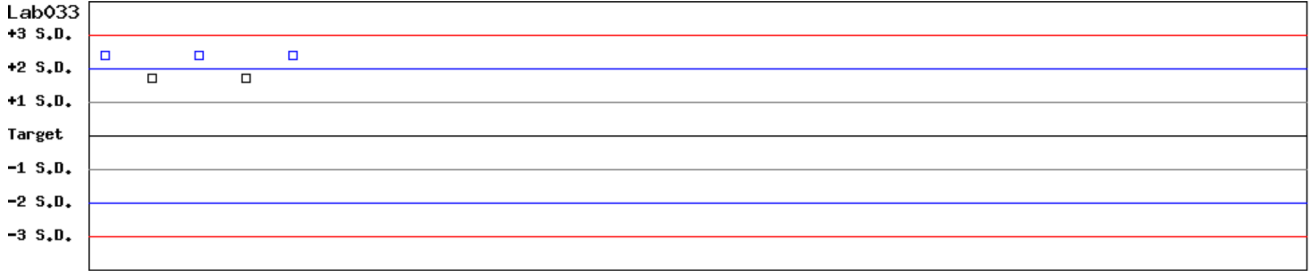 Lab033
+3 S.D.
+2 S.D.
+1 S.D.
Target
-1 S.D.
-2 S.D.
-3 S.D.